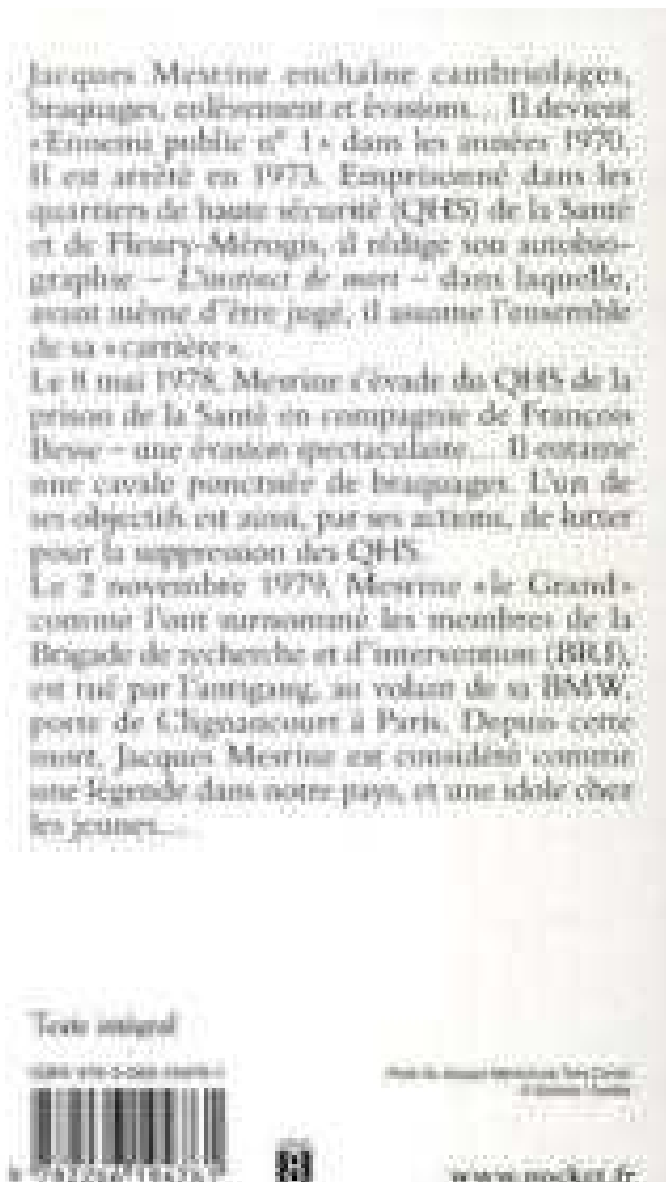 Jacques Mesrine enchaîne cambriolages,
braquages, enlèvement et évasions... Il devient
«Ennemi public n° 1» dans les années 1970.
Il est arrêté en 1973. Emprisonné dans les
quartiers de haute sécurité (QHS) de la Santé
et de Fleury-Mérogis, il rédige son autobio-
graphie – L'instinct de mort – dans laquelle,
avant même d'être jugé, il assume l'ensemble
de sa «carrière».
Le 8 mai 1978, Mesrine s'évade du QHS de la
prison de la Santé en compagnie de François
Besse – une évasion spectaculaire... Il entame
une cavale ponctuée de braquages. L'un de
ses objectifs est aussi, par ses actions, de lutter
pour la suppression des QHS.
Le 2 novembre 1979, Mesrine «le Grand»
comme l'ont surnommé les membres de la
Brigade de recherche et d'intervention (BRI),
est tué par l'antigang, au volant de sa BMW,
porte de Clignancourt à Paris. Depuis cette
mort, Jacques Mesrine est considéré comme
une légende dans notre pays, et une idole chez
les jeunes...
Texte intégral
ISBN
www.pocket.fr